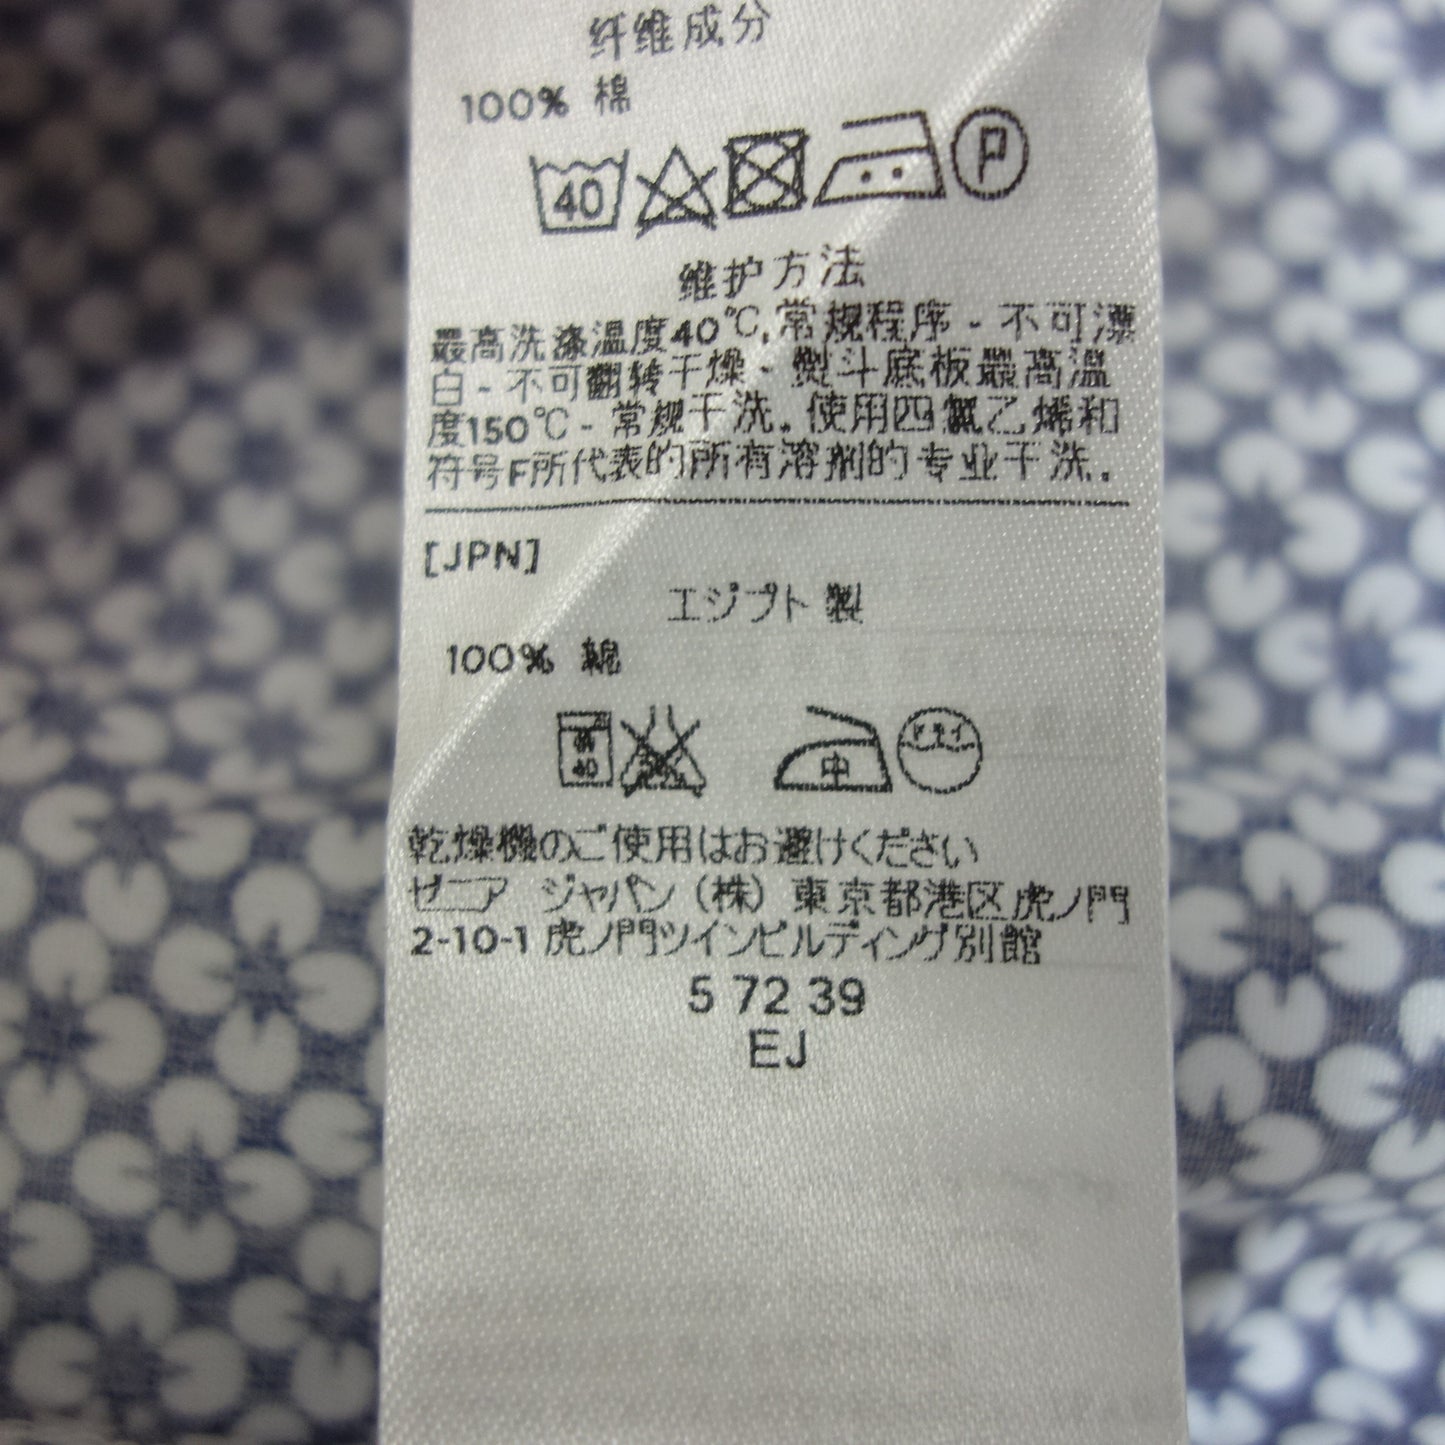 纤维成分
100% 棉
40 P
维护方法
最高洗涤温度40℃,常规程序 - 不可漂
白 - 不可翻转干燥 - 熨斗底板最高温
度150℃ - 常规干洗。使用四氯乙烯和
符号F所代表的所有溶剂的专业干洗.
[JPN]
エジプト 製
100% 綿
40 中 ドライ
乾燥機のご使用はお避けください
ゼニア ジャパン (株) 東京都港区虎ノ門
2-10-1 虎ノ門ツインビルディング別館
5 72 39
EJ